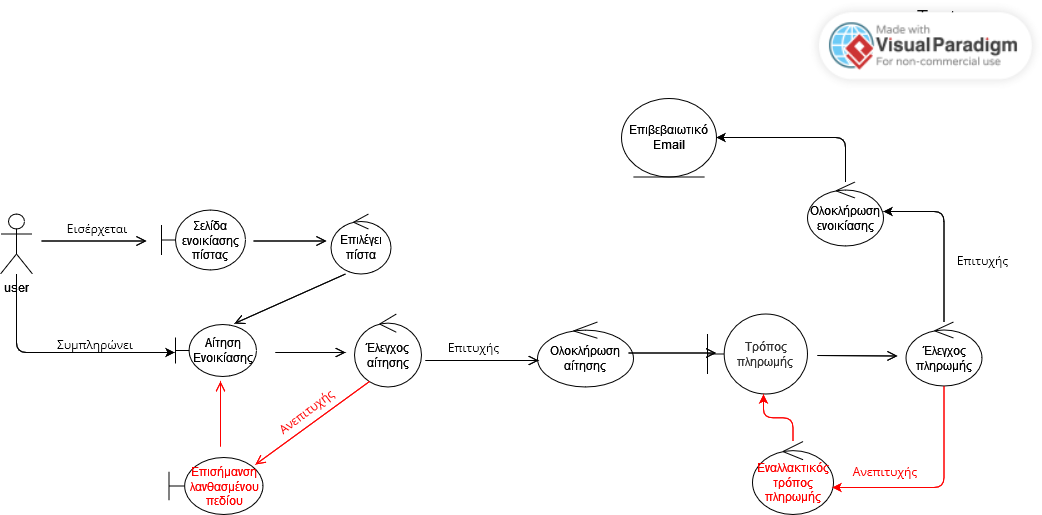 Made with
Visual Paradigm
For non-commercial use
Επιβεβαιωτικό
Email
Ολοκλήρωση
ενοικίασης
Εισέρχεται
Σελίδα
ενοικίασης
πίστας
Επιλέγει
πίστα
Επιτυχής
user
Συμπληρώνει
Αίτηση
Ενοικίασης
Έλεγχος
αίτησης
Επιτυχής
Ολοκλήρωση
αίτησης
Τρόπος
πληρωμής
Έλεγχος
πληρωμής
Ανεπιτυχής
Επισήμανση
λανθασμένου
πεδίου
Εναλλακτικός
τρόπος
πληρωμής
Ανεπιτυχής